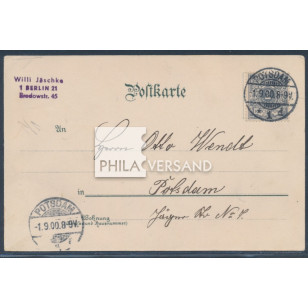 Willi Jäschke
1 BERLIN 21
Bredowstr. 45
Postkarte
POTSDAM
1.9.00.8-9V.
An
Herrn Otto Wendt
PHILA VERSAND
in Potsdam
Wohnung
POTSDAM
-1.9.00.8-9V.